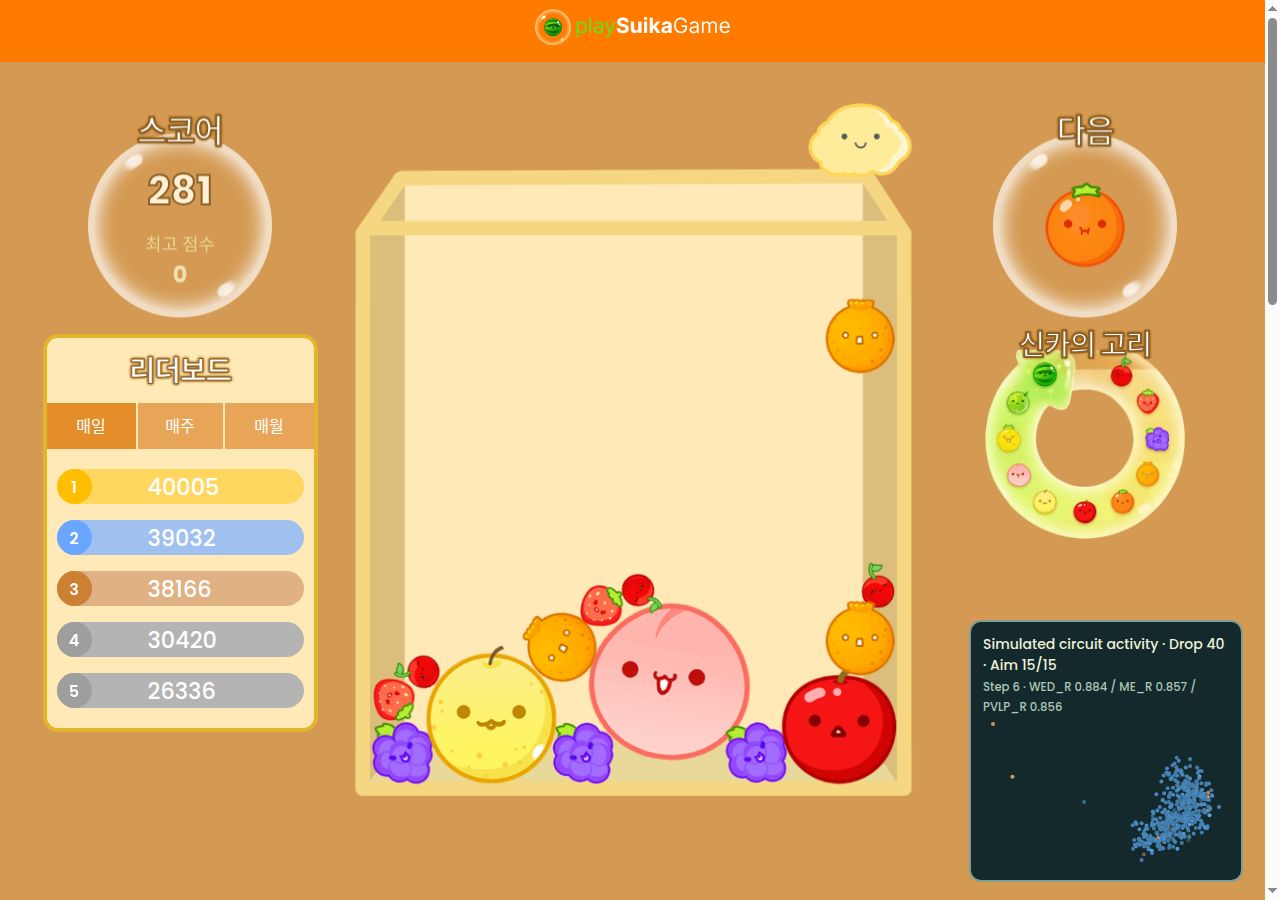 playSuikaGame
스코어
281
최고 점수
0
리더보드
매일
매주
매월
1 40005
2 39032
3 38166
4 30420
5 26336
다음
신카의 고리
Simulated circuit activity · Drop 40
· Aim 15/15
Step 6 · WED_R 0.884 / ME_R 0.857 /
PVLP_R 0.856